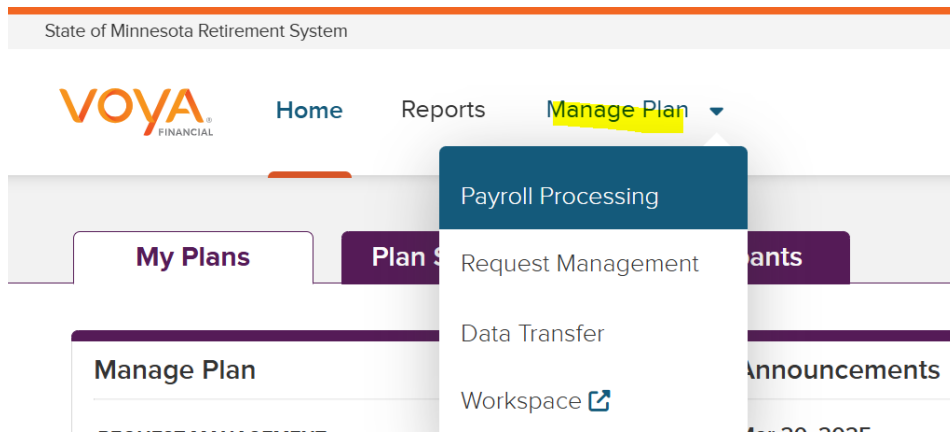 State of Minnesota Retirement System
VOYA
FINANCIAL
Home Reports Manage Plan
Payroll Processing
Request Management
Data Transfer
Workspace
My Plans
Plan
Manage Plan
Announcements